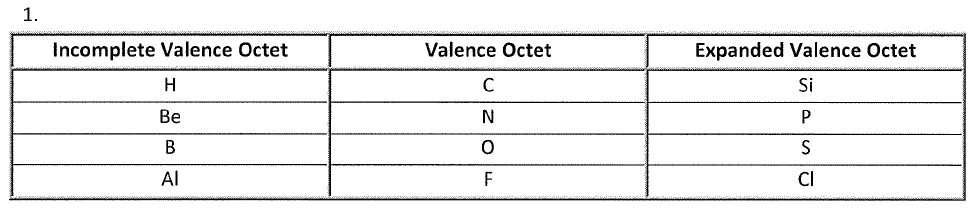 1.
Incomplete Valence Octet Valence Octet Expanded Valence Octet
H C Si
Be N P
B O S
Al F Cl